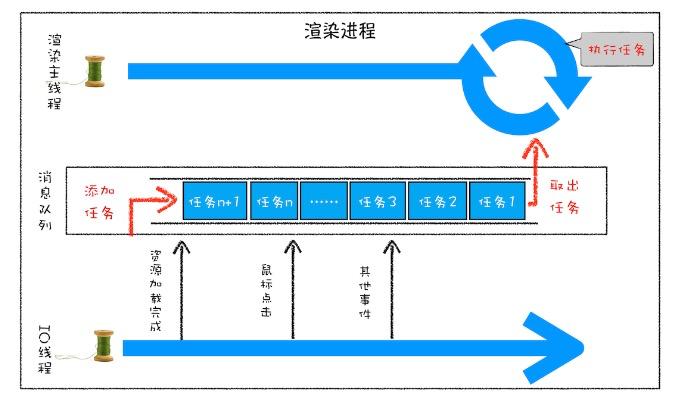 渲染进程
渲染主线程
执行任务
消息队列
添加
任务
任务n+1
任务n
……
任务3
任务2
任务1
取出
任务
资源加载完成
鼠标点击
其他事件
IO线程